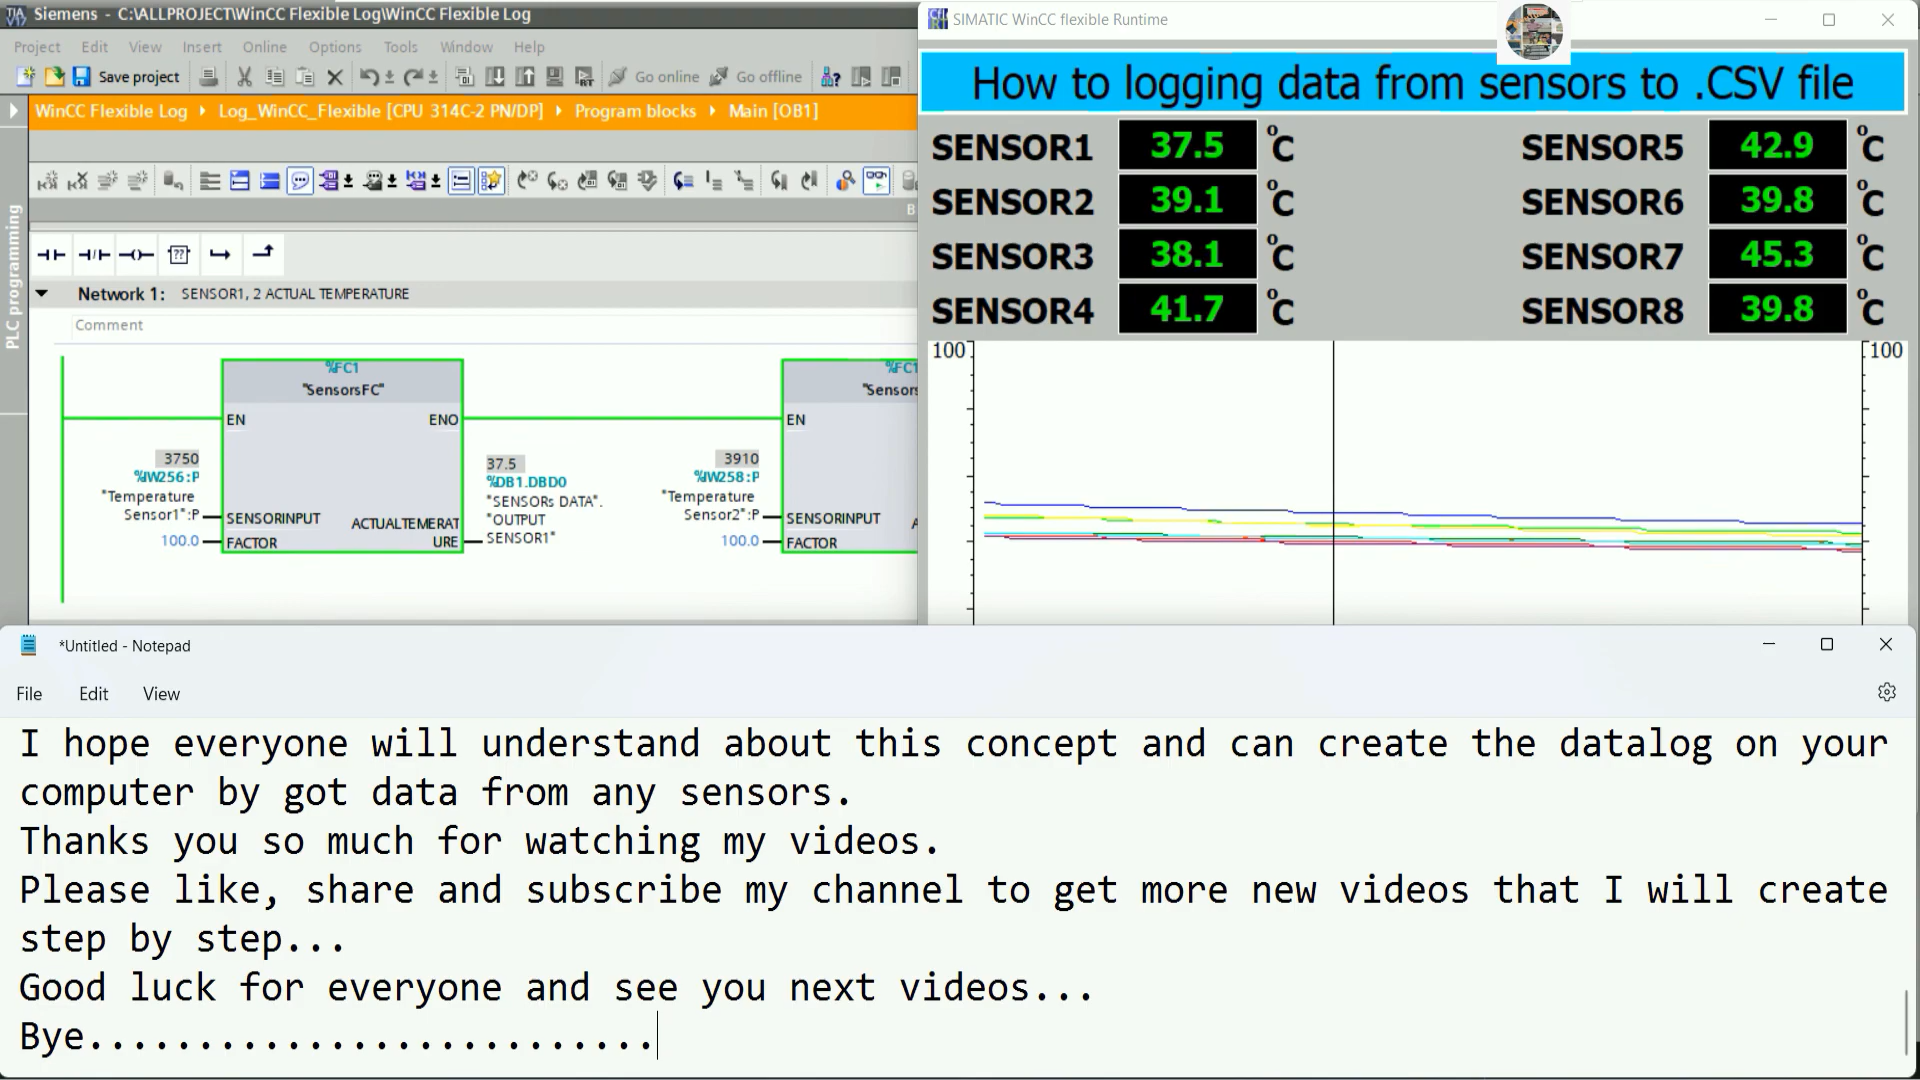 Siemens - C:\ALLPROJECT\WinCC Flexible Log\WinCC Flexible Log
Project Edit View Insert Online Options Tools Window Help
Save project Go online Go offline
WinCC Flexible Log Log_WinCC_Flexible [CPU 314C-2 PN/DP] Program blocks Main [OB1]
PLC programming
B
??
Network 1: SENSOR1, 2 ACTUAL TEMPERATURE
Comment
%FC1
"SensorsFC"
EN ENO
3750
%IW256:P
"Temperature
Sensor1":P
SENSORINPUT
100.0
FACTOR
ACTUALTEMERAT
URE
37.5
%DB1.DBD0
"SENSORs DATA".
"OUTPUT
SENSOR1"
%FC1
"Sensors
EN
3910
%IW258:P
"Temperature
Sensor2":P
SENSORINPUT
100.0
FACTOR
SIMATIC WinCC flexible Runtime
How to logging data from sensors to .CSV file
SENSOR1 37.5 °C SENSOR5 42.9 °C
SENSOR2 39.1 °C SENSOR6 39.8 °C
SENSOR3 38.1 °C SENSOR7 45.3 °C
SENSOR4 41.7 °C SENSOR8 39.8 °C
100 100
*Untitled - Notepad
File Edit View
I hope everyone will understand about this concept and can create the datalog on your
computer by got data from any sensors.
Thanks you so much for watching my videos.
Please like, share and subscribe my channel to get more new videos that I will create
step by step...
Good luck for everyone and see you next videos...
Bye..........................